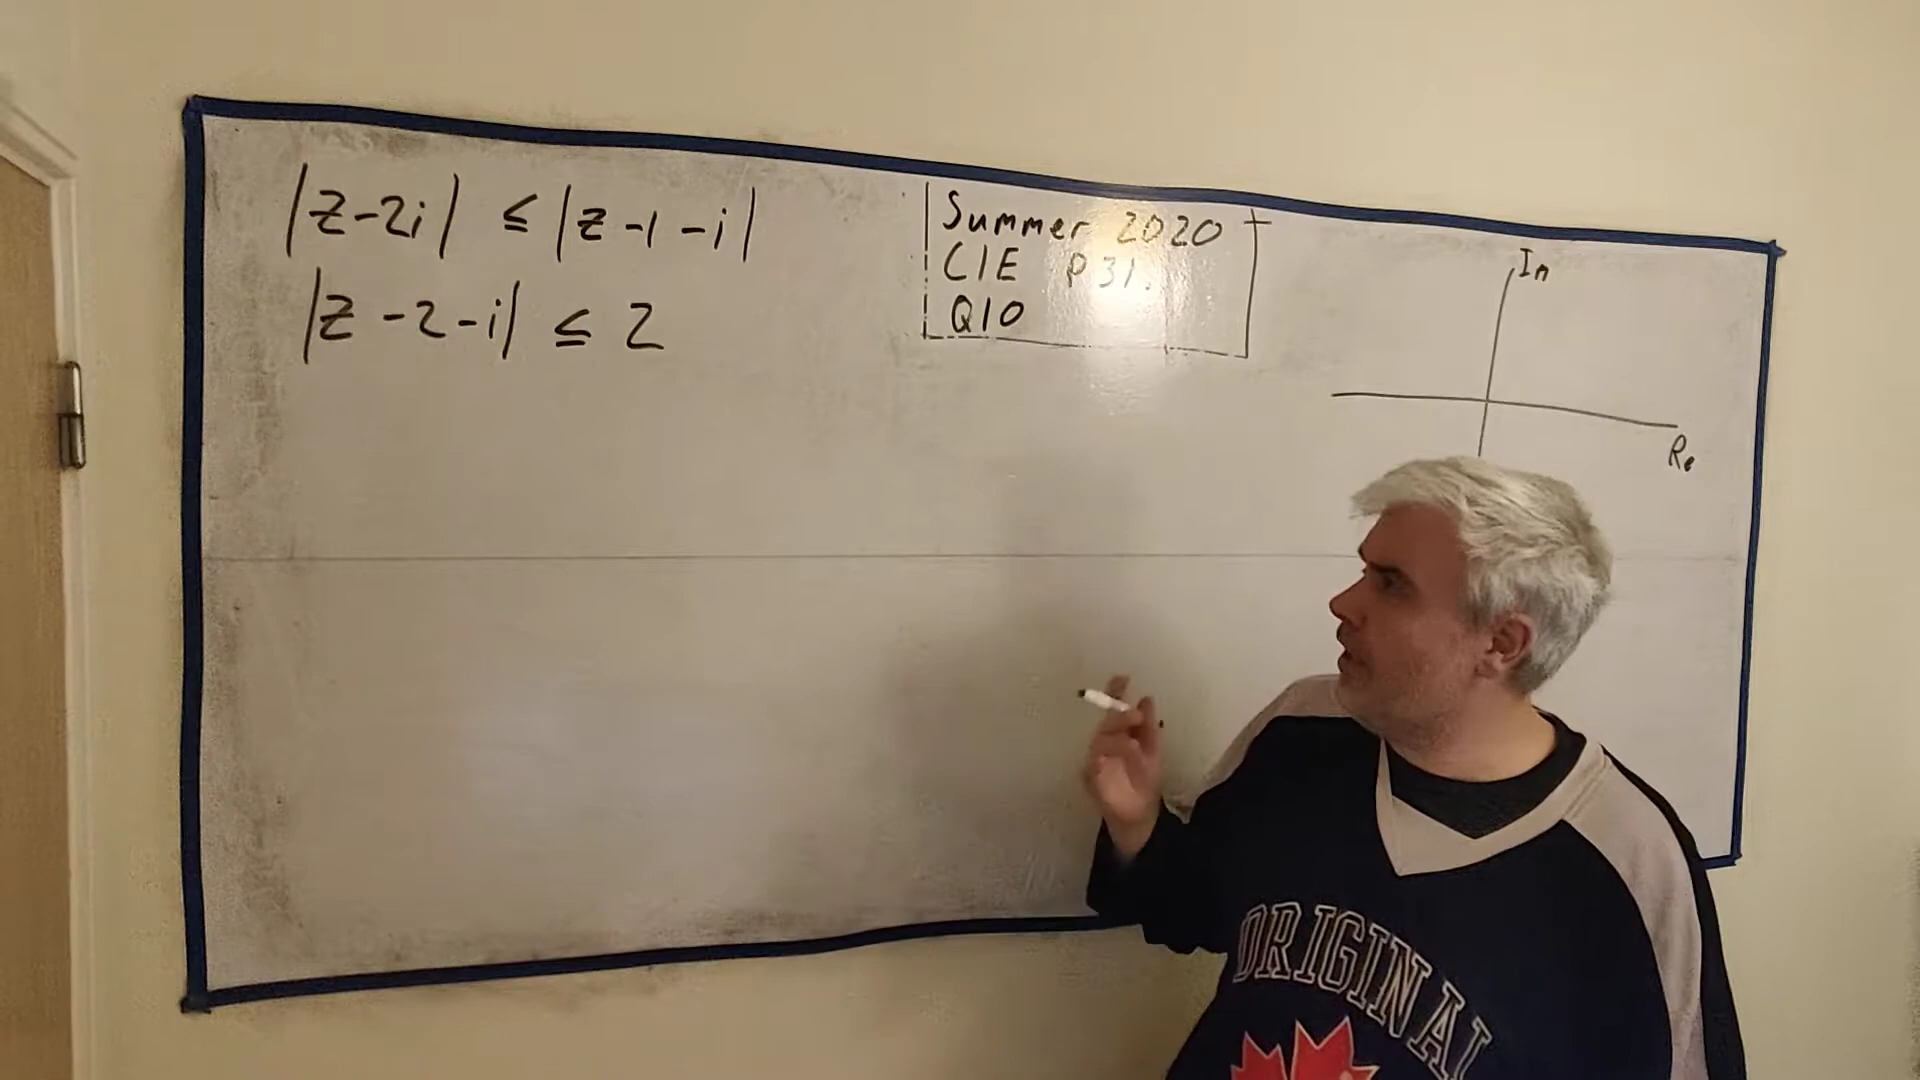 |z-2i| ≤ |z-1-i|
|z-2-i| ≤ 2
Summer 2020
CIE P31.
Q10
Im
Re
ORIGINAL